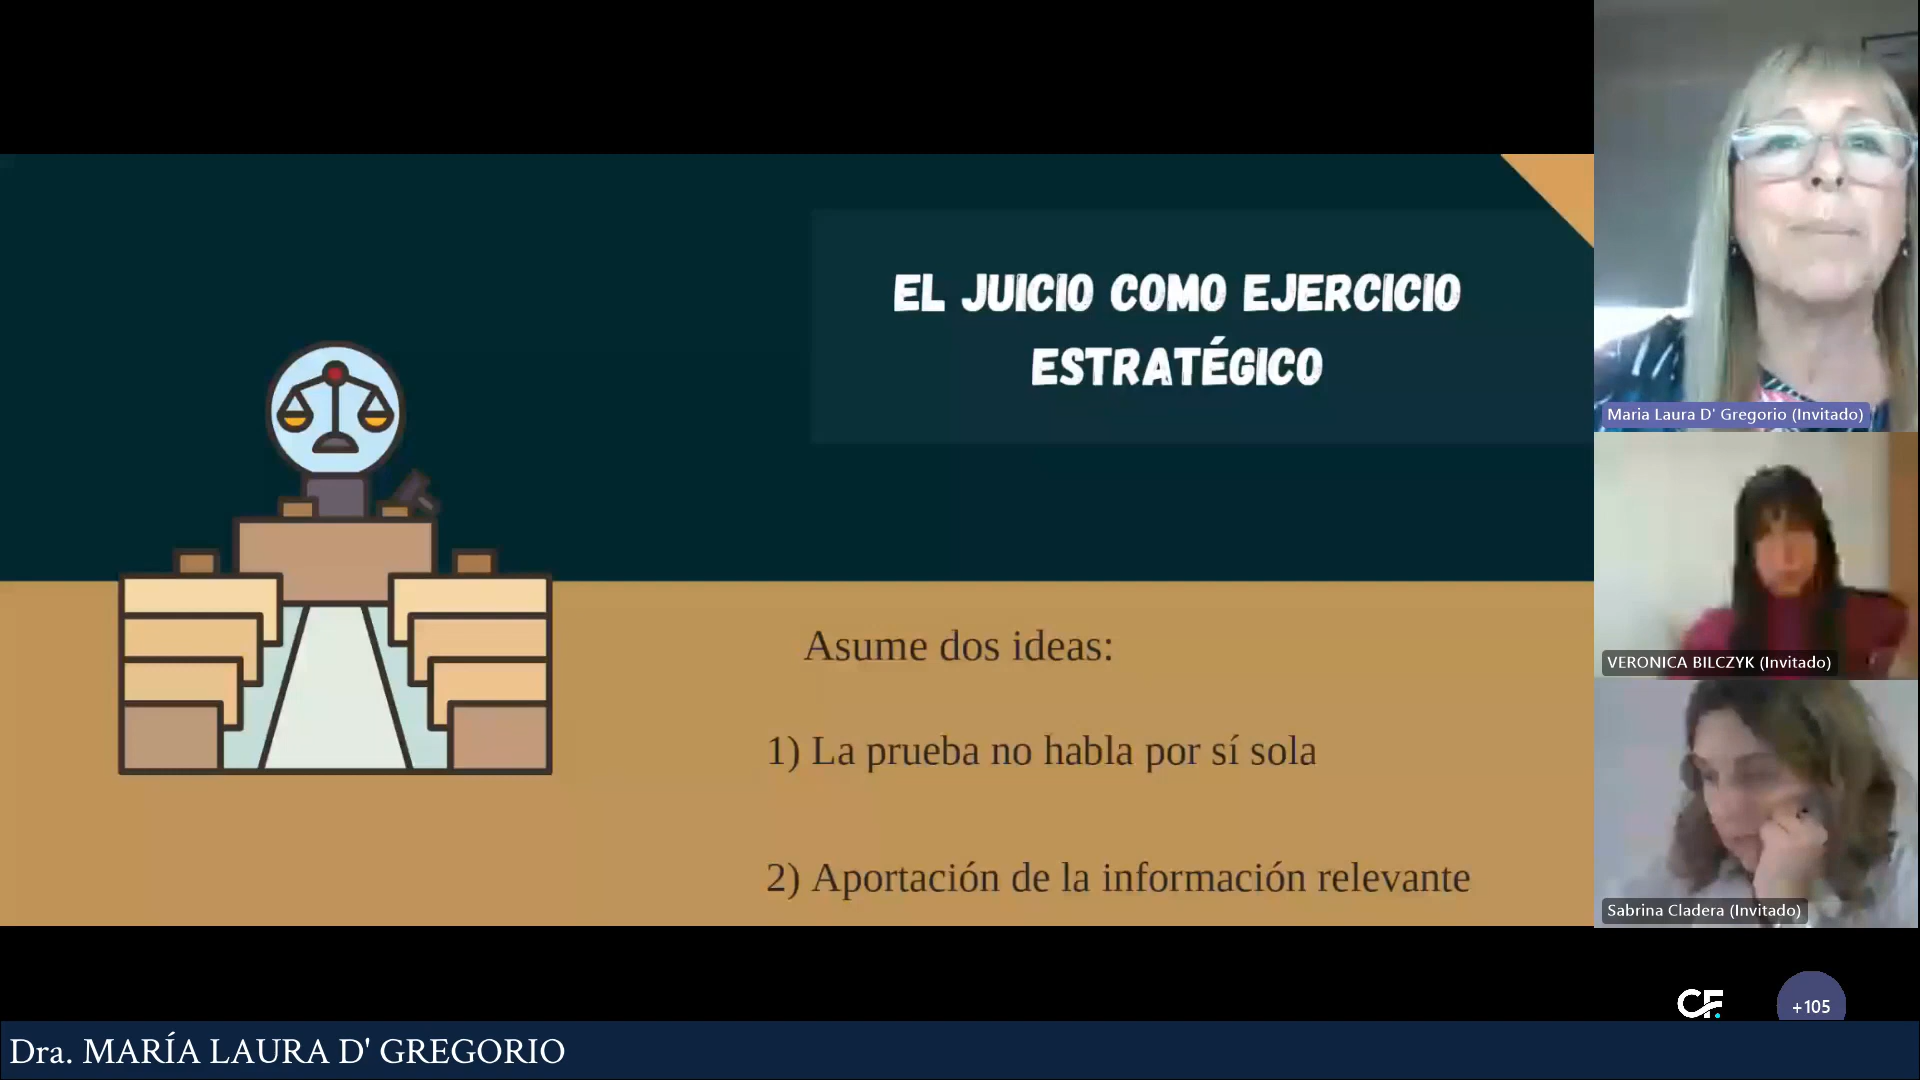 EL JUICIO COMO EJERCICIO
ESTRATÉGICO
Asume dos ideas:
1) La prueba no habla por sí sola
2) Aportación de la información relevante
Maria Laura D' Gregorio (Invitado)
VERONICA BILCZYK (Invitado)
Sabrina Cladera (Invitado)
CF
+105
Dra. MARÍA LAURA D' GREGORIO